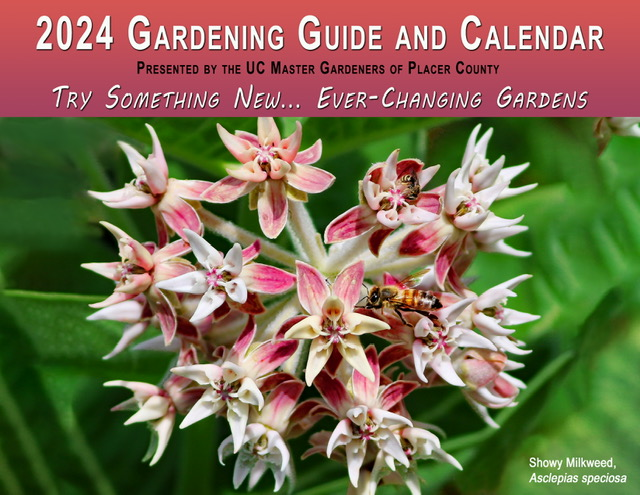 2024 Gardening Guide and Calendar
Presented by the UC Master Gardeners of Placer County
Try Something New... Ever-Changing Gardens
Showy Milkweed,
Asclepias speciosa